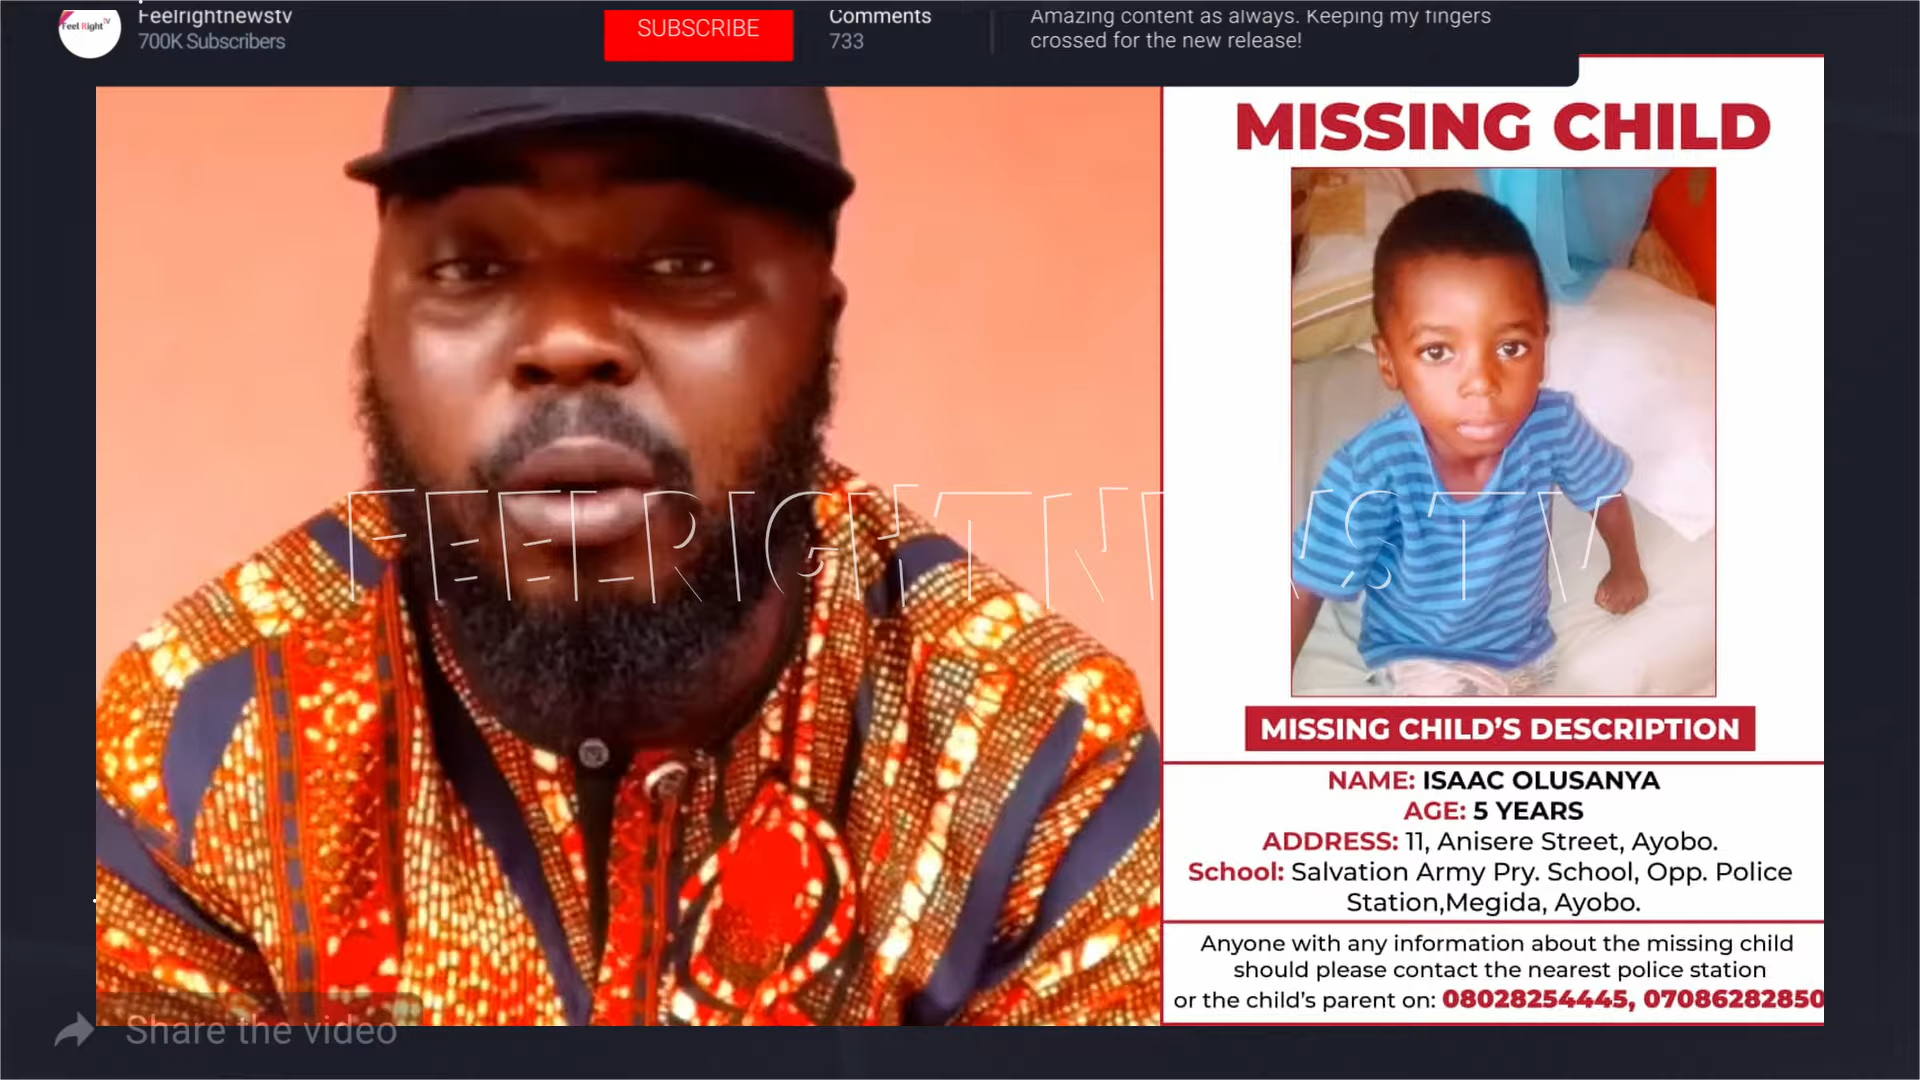 Feelrightnewstv
700K Subscribers
SUBSCRIBE
Comments
733
Amazing content as always. Keeping my fingers
crossed for the new release!
Feel Right TV
MISSING CHILD
FEELRIGHTNEWSTV
MISSING CHILD'S DESCRIPTION
NAME: ISAAC OLUSANYA
AGE: 5 YEARS
ADDRESS: 11, Anisere Street, Ayobo.
School: Salvation Army Pry. School, Opp. Police
Station,Megida, Ayobo.
Anyone with any information about the missing child
should please contact the nearest police station
or the child's parent on: 08028254445, 07086282850
Share the video